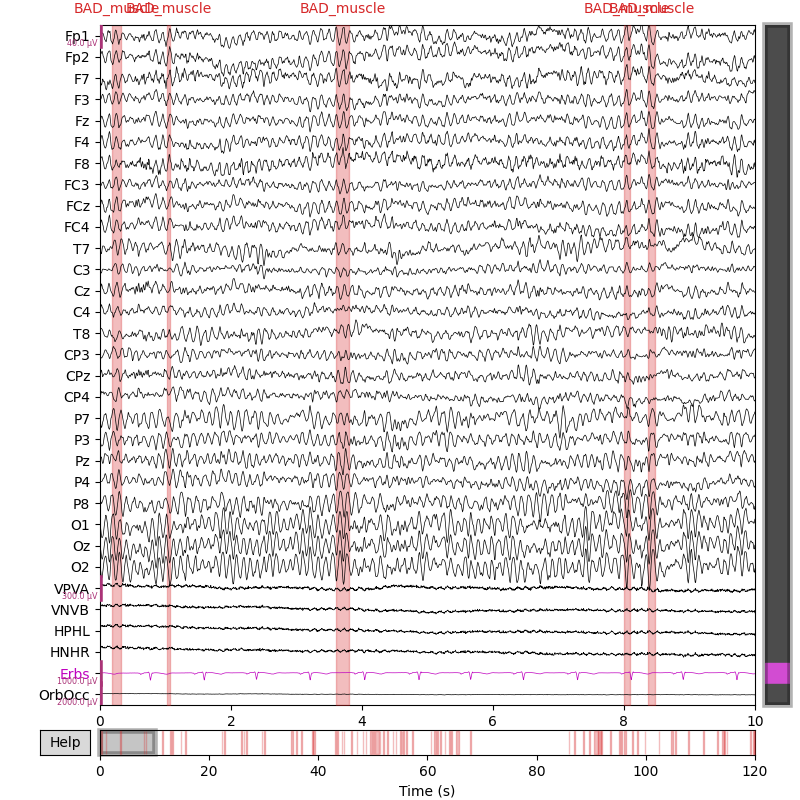 BAD_muscle BAD_muscle BAD_muscle BAD_muscle BAD_muscle
Fp1
40.0 µV
Fp2
F7
F3
Fz
F4
F8
FC3
FCz
FC4
T7
C3
Cz
C4
T8
CP3
CPz
CP4
P7
P3
Pz
P4
P8
O1
Oz
O2
VPVA
300.0 µV
VNVB
HPHL
HNHR
Erbs
1000.0 µV
OrbOcc
2000.0 µV
0 2 4 6 8 10
Help
0 20 40 60 80 100 120
Time (s)